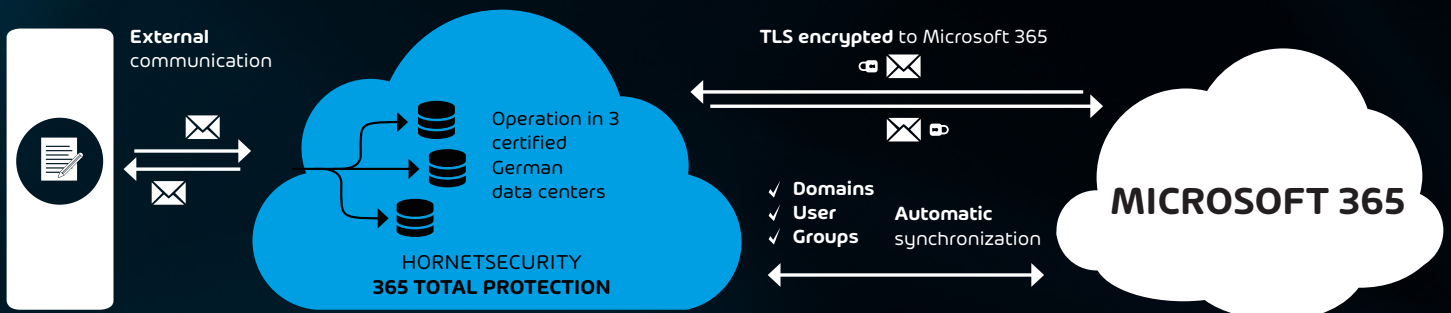 External
communication
Operation in 3
certified
German
data centers
HORNETSECURITY
365 TOTAL PROTECTION
TLS encrypted to Microsoft 365
✓ Domains
✓ User
✓ Groups
Automatic
synchronization
MICROSOFT 365